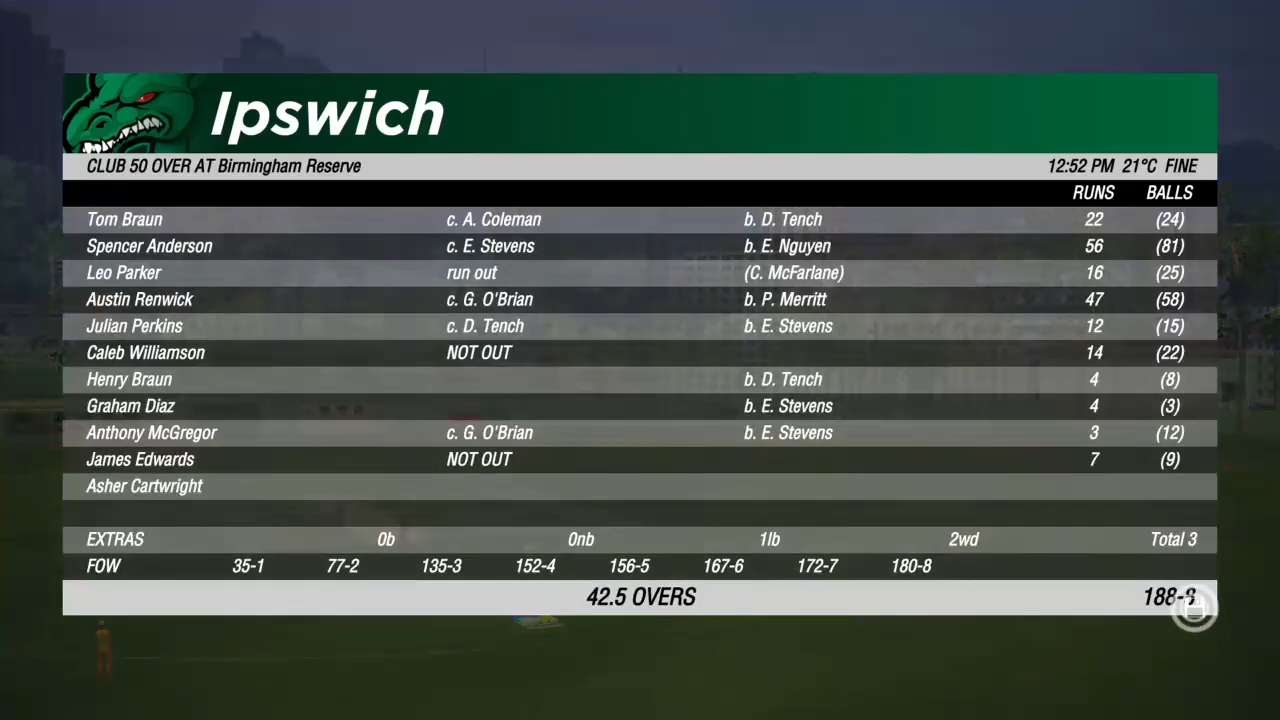 Ipswich
CLUB 50 OVER AT Birmingham Reserve 12:52 PM 21°C FINE
RUNS BALLS
Tom Braun c. A. Coleman b. D. Tench 22 (24)
Spencer Anderson c. E. Stevens b. E. Nguyen 56 (81)
Leo Parker run out (C. McFarlane) 16 (25)
Austin Renwick c. G. O'Brian b. P. Merritt 47 (58)
Julian Perkins c. D. Tench b. E. Stevens 12 (15)
Caleb Williamson NOT OUT 14 (22)
Henry Braun b. D. Tench 4 (8)
Graham Diaz b. E. Stevens 4 (3)
Anthony McGregor c. G. O'Brian b. E. Stevens 3 (12)
James Edwards NOT OUT 7 (9)
Asher Cartwright
EXTRAS 0b 0nb 1lb 2wd Total 3
FOW 35-1 77-2 135-3 152-4 156-5 167-6 172-7 180-8
42.5 OVERS 188-8